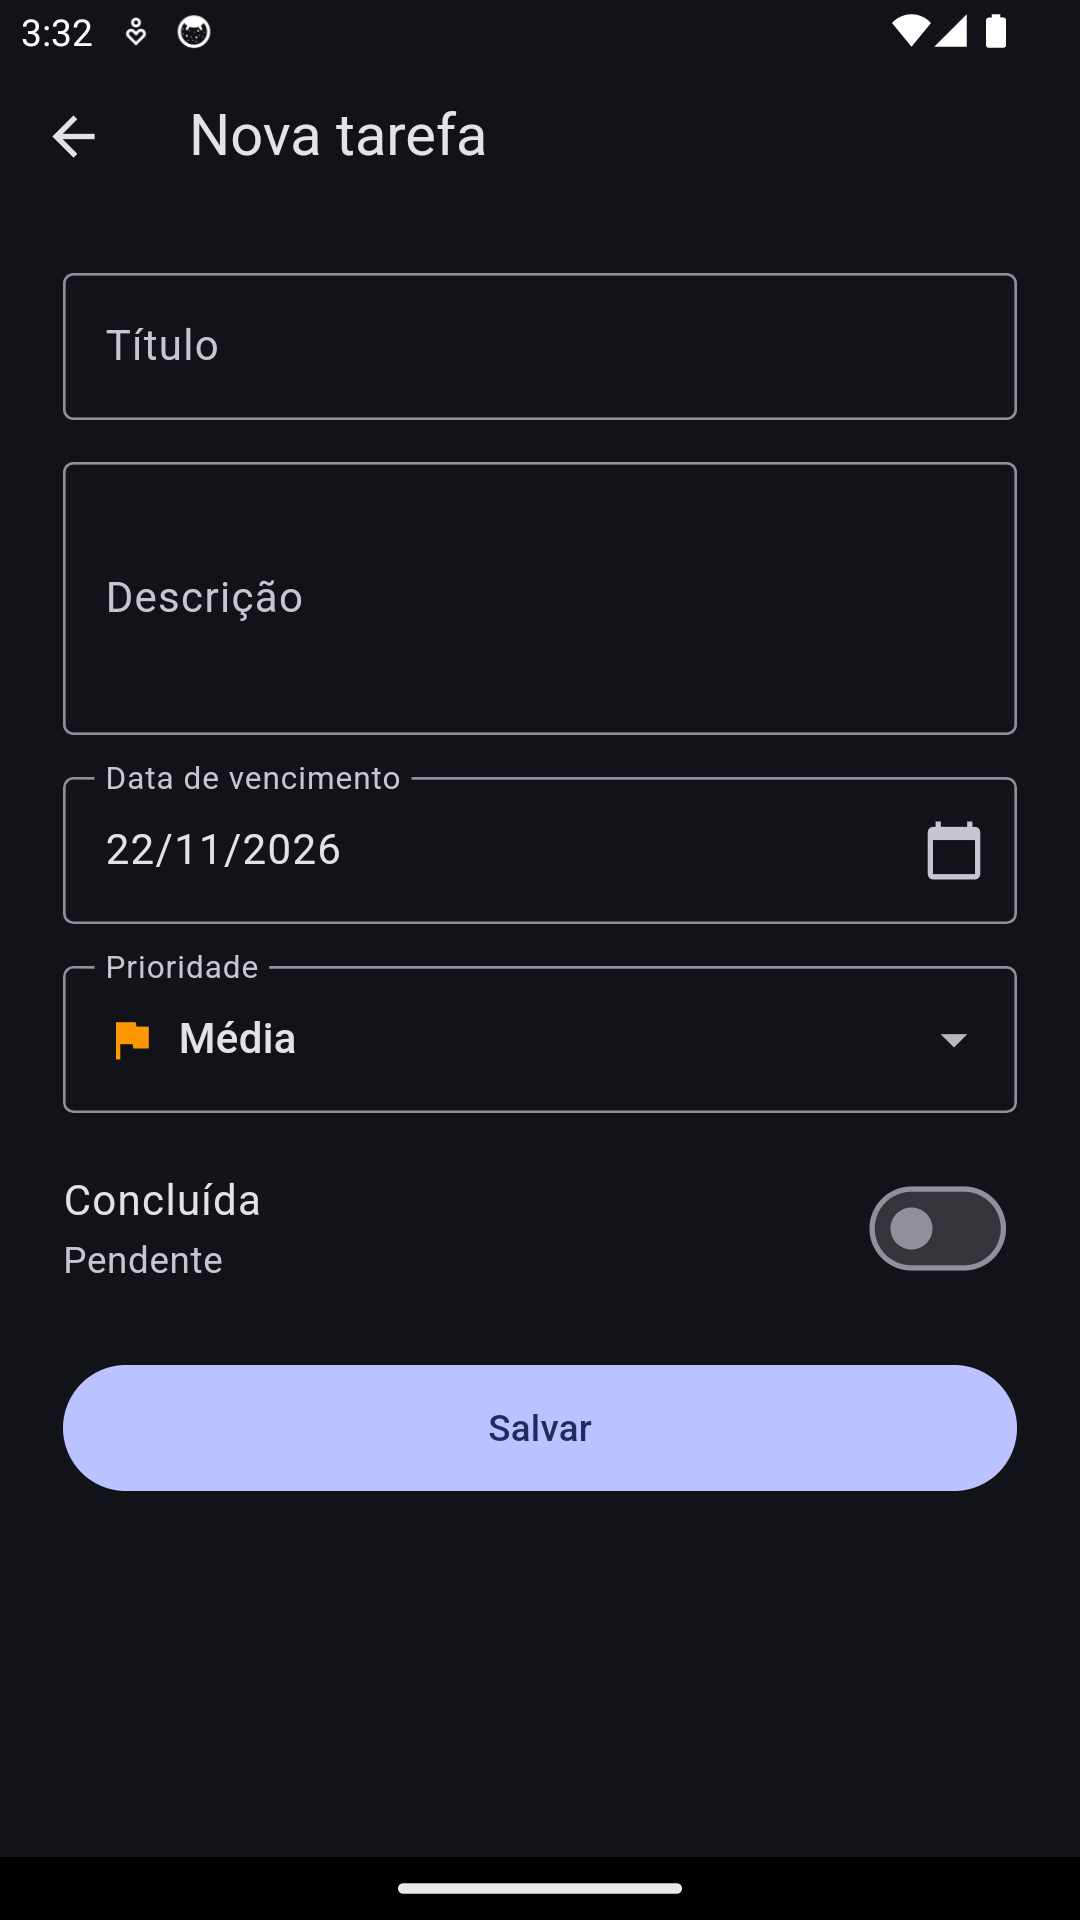 3:32
Nova tarefa
Título
Descrição
Data de vencimento
22/11/2026
Prioridade
Média
Concluída
Pendente
Salvar